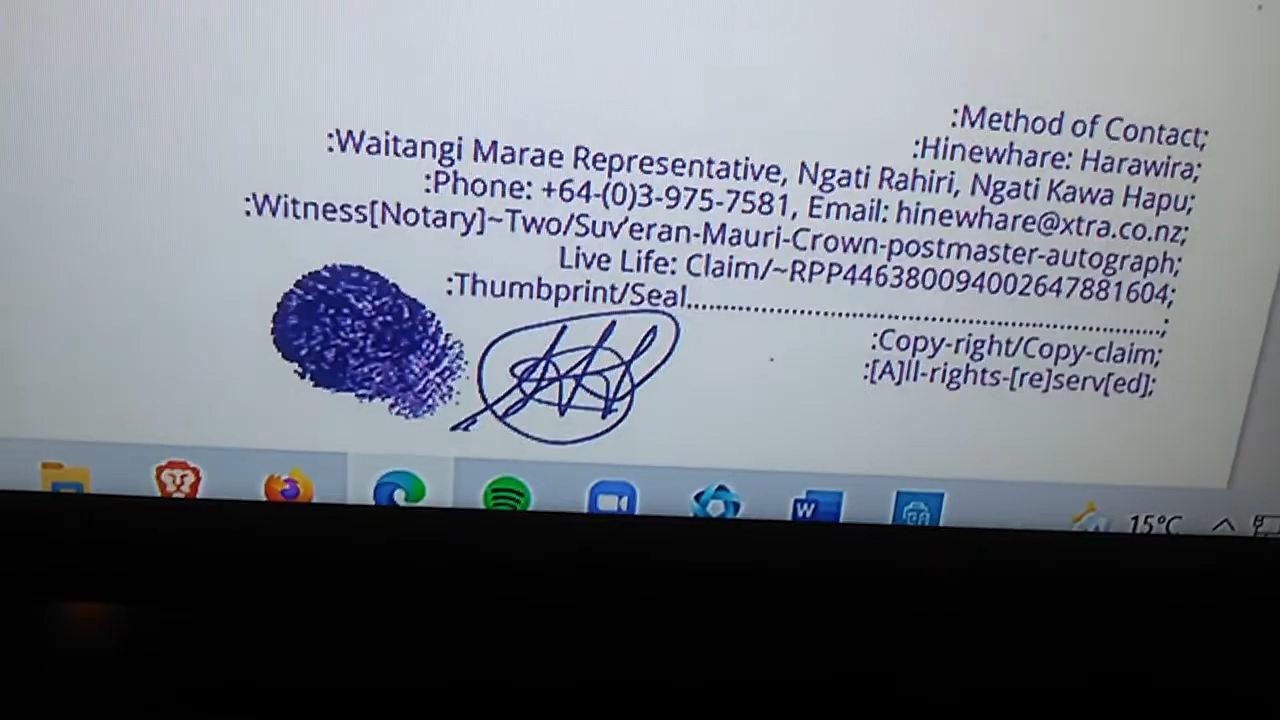 :Method of Contact;
:Hinewhare: Harawira;
:Waitangi Marae Representative, Ngati Rahiri, Ngati Kawa Hapu;
:Phone: +64-(0)3-975-7581, Email: hinewhare@xtra.co.nz;
:Witness[Notary]~Two/Suv'eran-Mauri-Crown-postmaster-autograph;
Live Life: Claim/~RPP446380094002647881604;
:Thumbprint/Seal..............................................................................;
:Copy-right/Copy-claim;
:[A]ll-rights-[re]serv[ed];
W
15°C